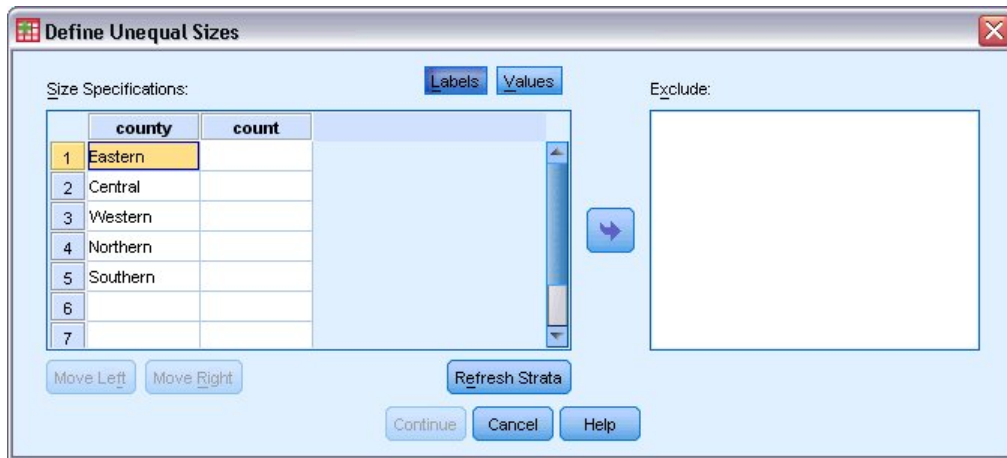 Define Unequal Sizes
Size Specifications:
Labels
Values
Exclude:
county count
1 Eastern
2 Central
3 Western
4 Northern
5 Southern
6
7
Move Left
Move Right
Refresh Strata
Continue
Cancel
Help